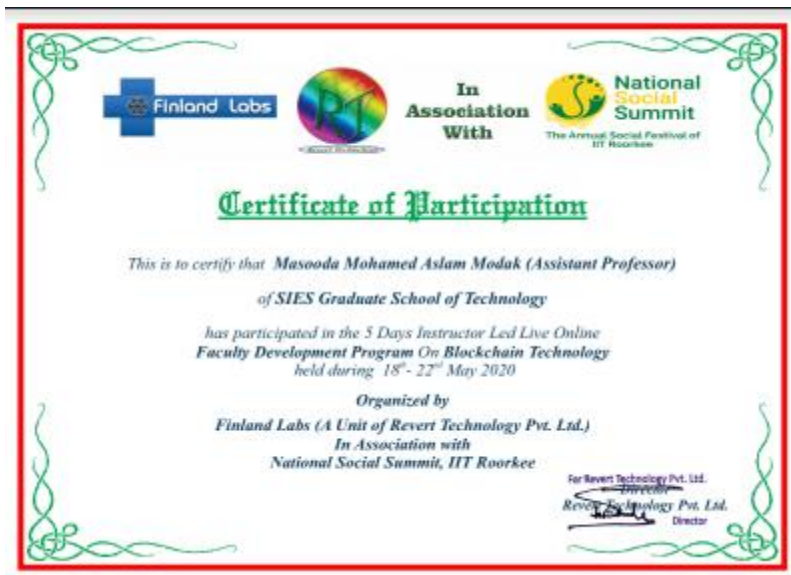 Finland Labs
RT
In
Association
With
National
Social
Summit
The Annual Social Festival of
IIT Roorkee
Certificate of Participation
This is to certify that Masooda Mohamed Aslam Modak (Assistant Professor)
of SIES Graduate School of Technology
has participated in the 5 Days Instructor Led Live Online
Faculty Development Program On Blockchain Technology
held during 18th- 22nd May 2020
Organized by
Finland Labs (A Unit of Revert Technology Pvt. Ltd.)
In Association with
National Social Summit, IIT Roorkee
For Revert Technology Pvt. Ltd.
Director
Revert Technology Pvt. Ltd.
Director